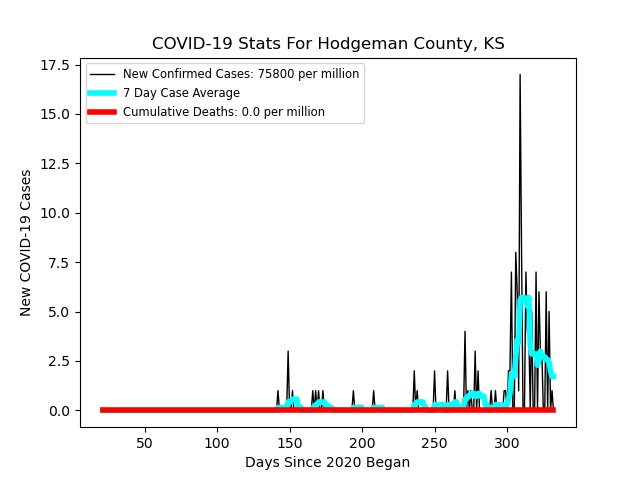 COVID-19 Stats For Hodgeman County, KS
New Confirmed Cases: 75800 per million
7 Day Case Average
Cumulative Deaths: 0.0 per million
New COVID-19 Cases
17.5
15.0
12.5
10.0
7.5
5.0
2.5
0.0
50 100 150 200 250 300
Days Since 2020 Began